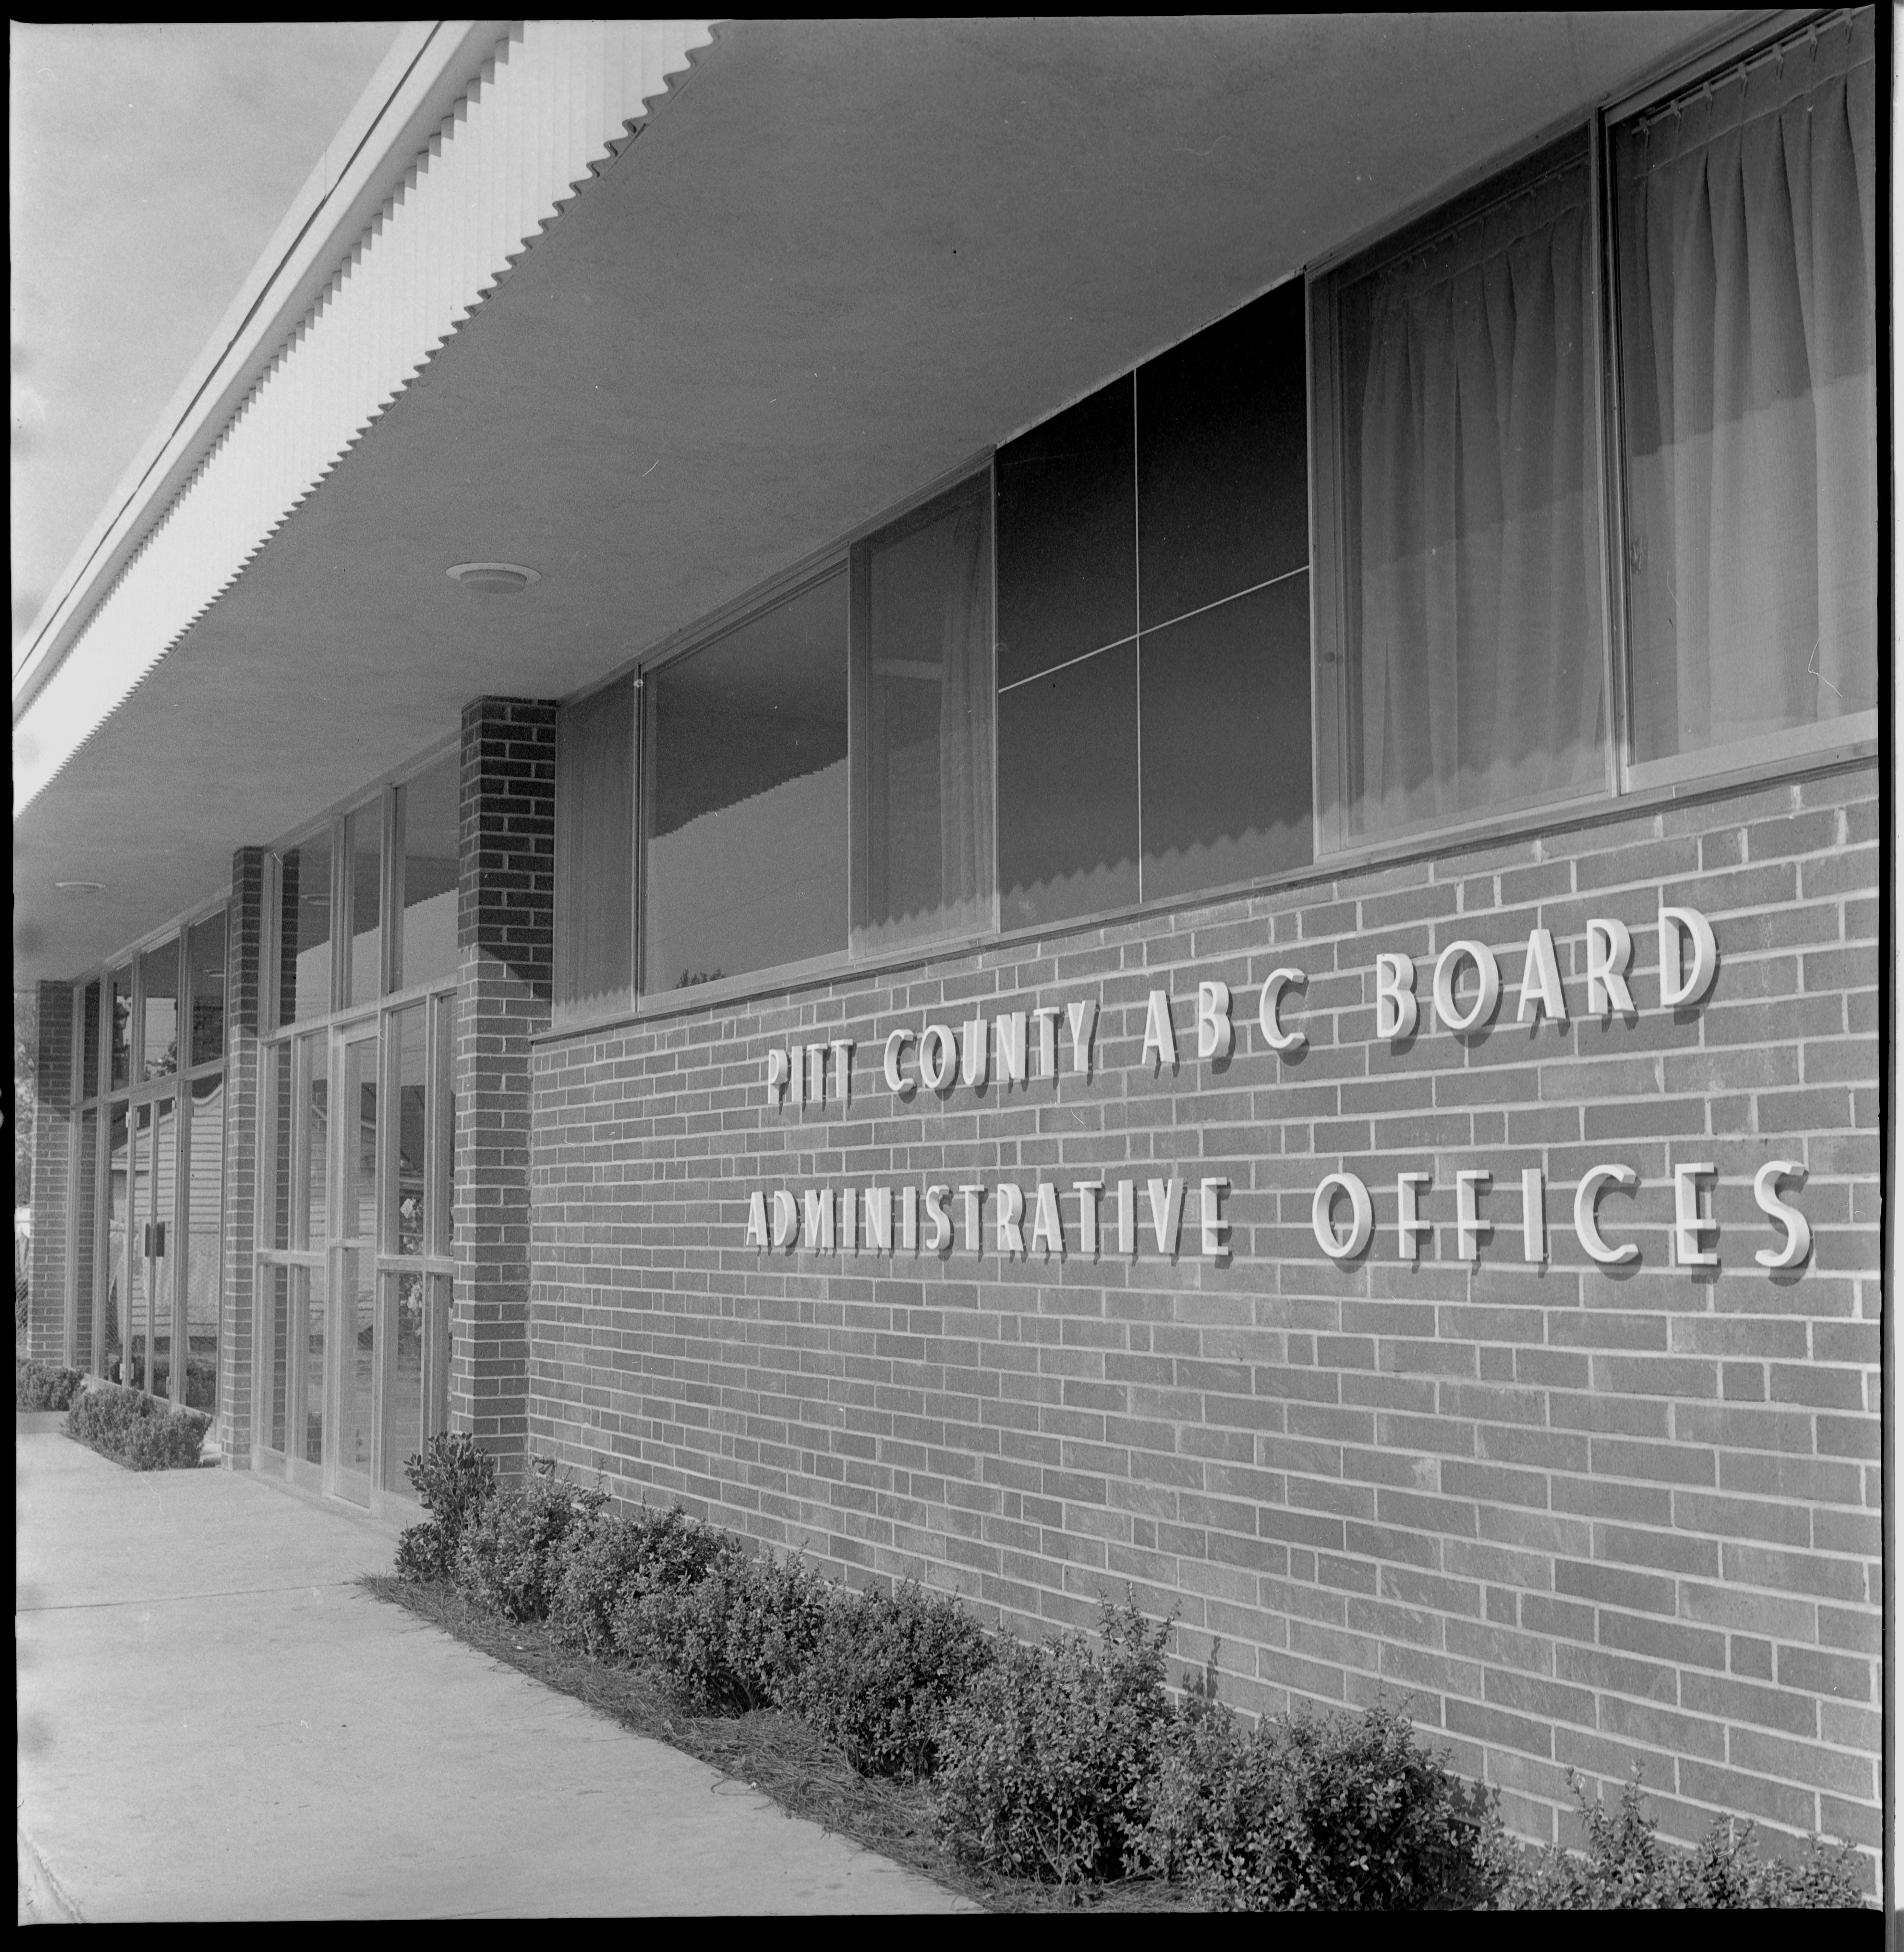 PITT COUNTY ABC BOARD
ADMINISTRATIVE OFFICES